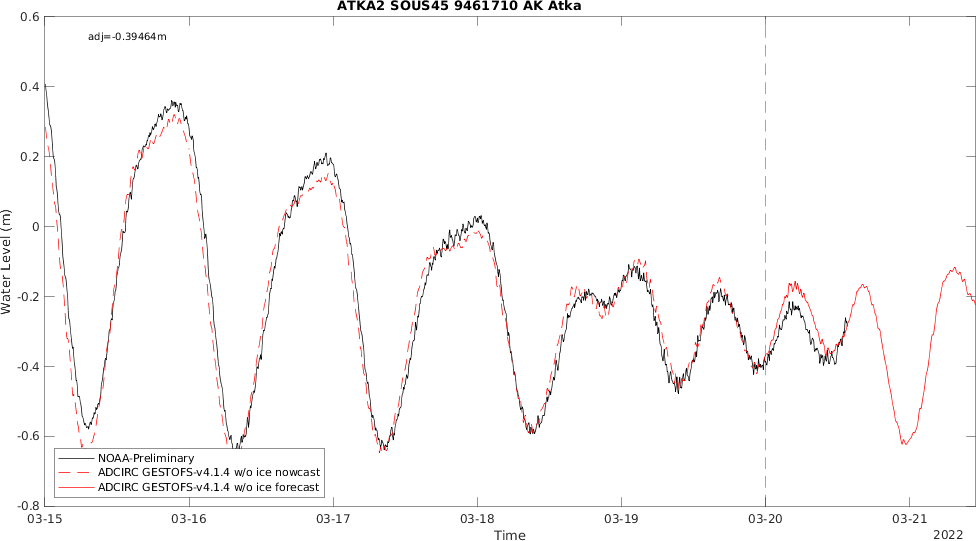 ATKA2 SOUS45 9461710 AK Atka
adj=-0.39464m
Water Level (m)
0.6
0.4
0.2
0
-0.2
-0.4
-0.6
-0.8
NOAA-Preliminary
ADCIRC GESTOFS-v4.1.4 w/o ice nowcast
ADCIRC GESTOFS-v4.1.4 w/o ice forecast
03-15 03-16 03-17 03-18 03-19 03-20 03-21
Time
2022